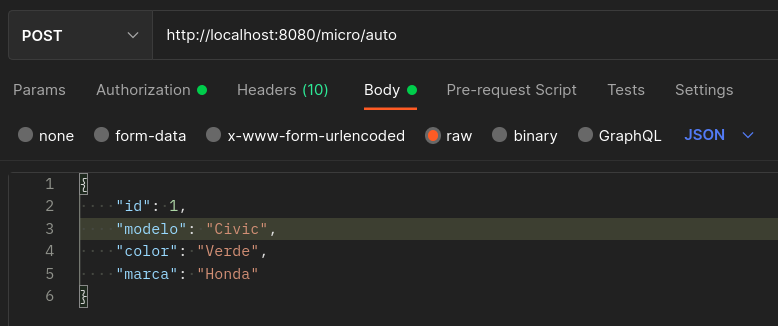 POST http://localhost:8080/micro/auto
Params Authorization Headers (10) Body Pre-request Script Tests Settings
none form-data x-www-form-urlencoded raw binary GraphQL JSON
1 {
2 "id": 1,
3 "modelo": "Civic",
4 "color": "Verde",
5 "marca": "Honda"
6 }